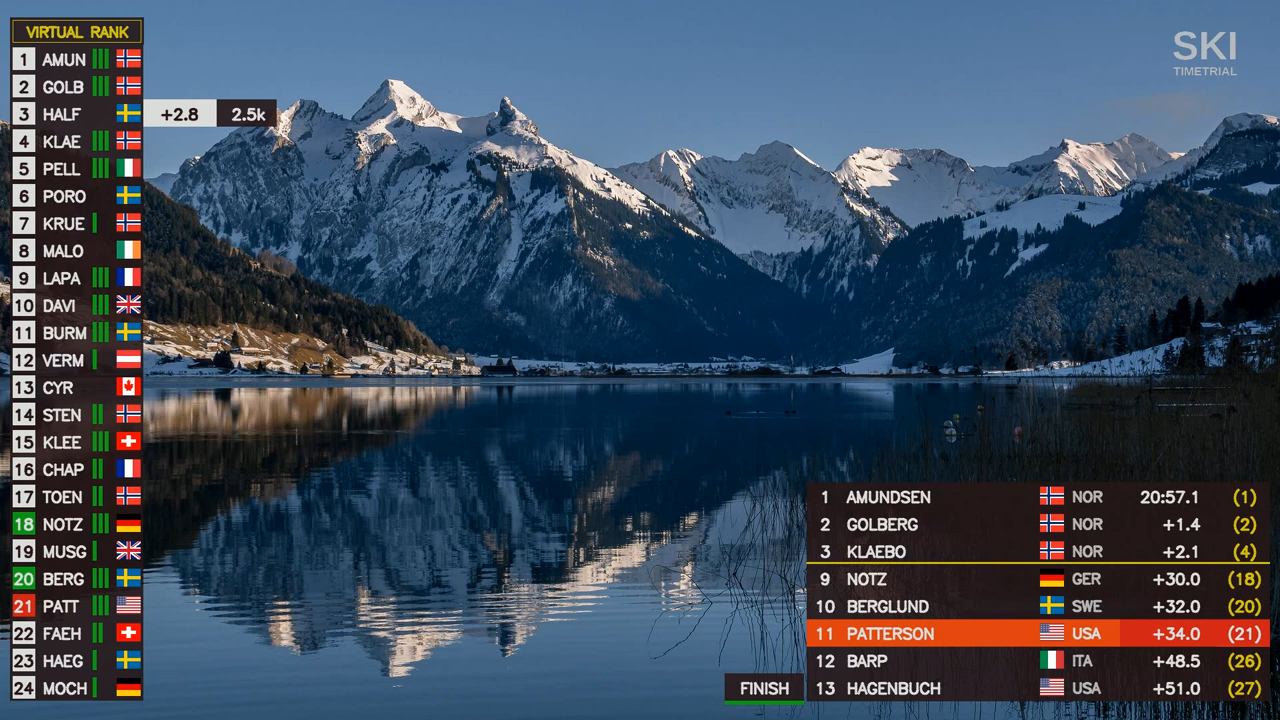 VIRTUAL RANK
1 AMUN
2 GOLB
3 HALF +2.8 2.5k
4 KLAE
5 PELL
6 PORO
7 KRUE
8 MALO
9 LAPA
10 DAVI
11 BURM
12 VERM
13 CYR
14 STEN
15 KLEE
16 CHAP
17 TOEN
18 NOTZ
19 MUSG
20 BERG
21 PATT
22 FAEH
23 HAEG
24 MOCH
SKI
TIMETRIAL
1 AMUNDSEN NOR 20:57.1 (1)
2 GOLBERG NOR +1.4 (2)
3 KLAEBO NOR +2.1 (4)
9 NOTZ GER +30.0 (18)
10 BERGLUND SWE +32.0 (20)
11 PATTERSON USA +34.0 (21)
12 BARP ITA +48.5 (26)
13 HAGENBUCH USA +51.0 (27)
FINISH